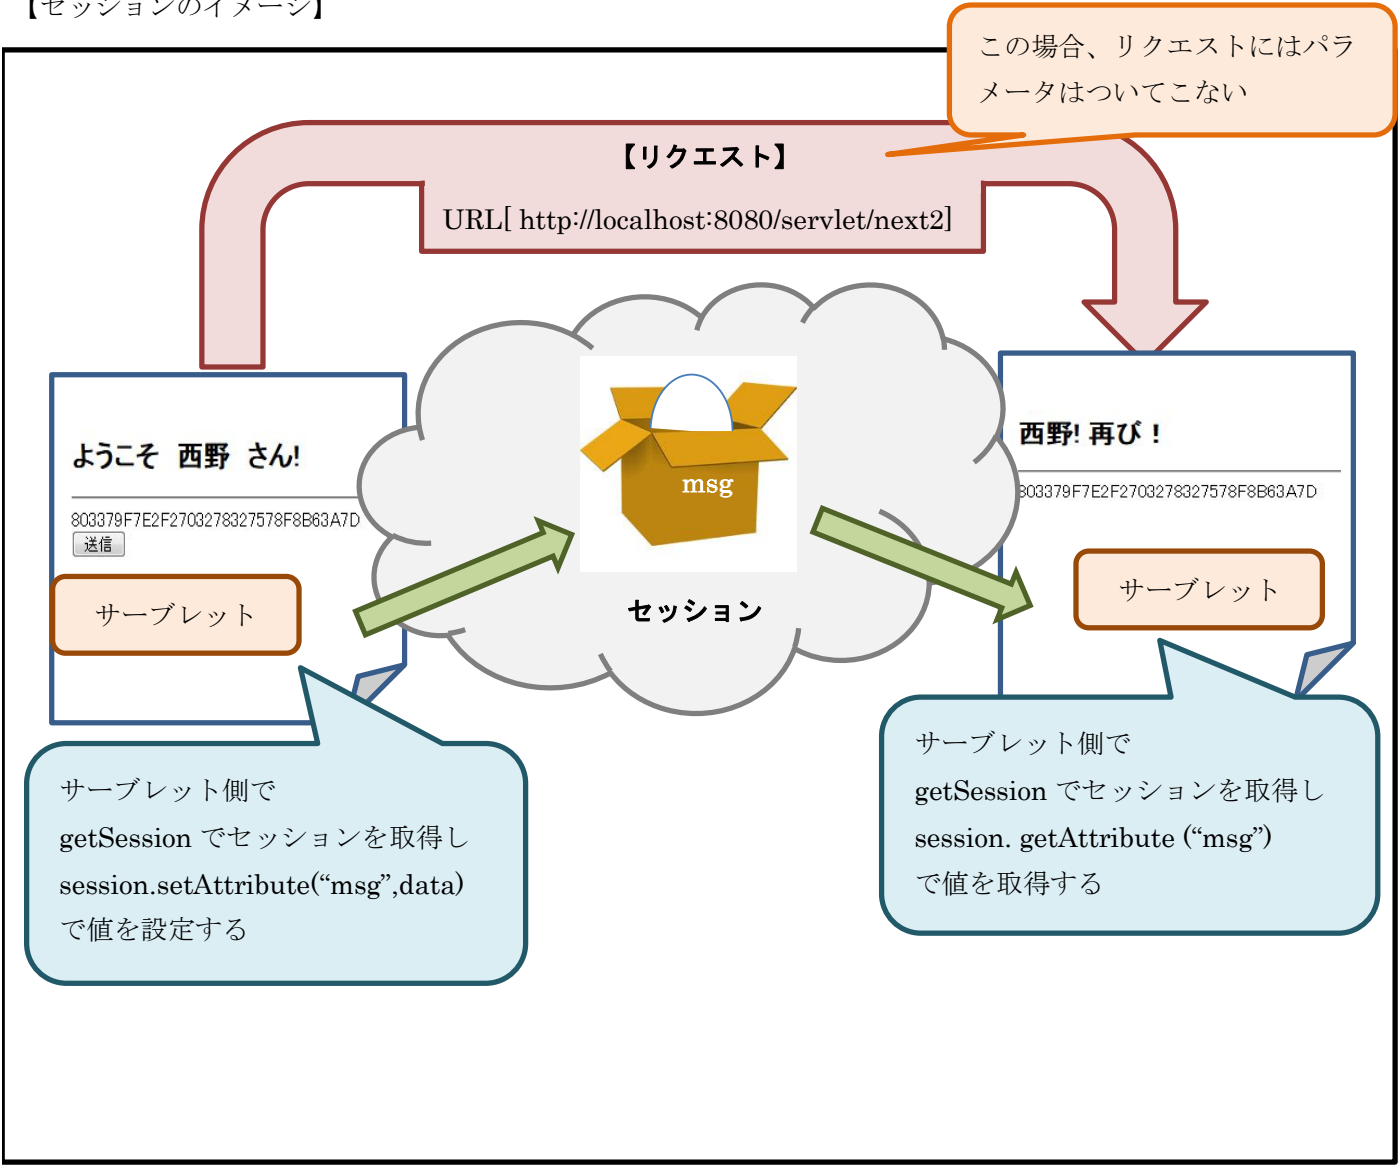 【セッションのイメージ】
この場合、リクエストにはパラ
メータはついてこない
【リクエスト】
URL[ http://localhost:8080/servlet/next2]
ようこそ 西野 さん!
803379F7E2F2703278327578F8B63A7D
送信
サーブレット
msg
セッション
西野! 再び！
803379F7E2F2703278327578F8B63A7D
サーブレット
サーブレット側で
getSession でセッションを取得し
session.setAttribute(“msg”,data)
で値を設定する
サーブレット側で
getSession でセッションを取得し
session. getAttribute (“msg”)
で値を取得する